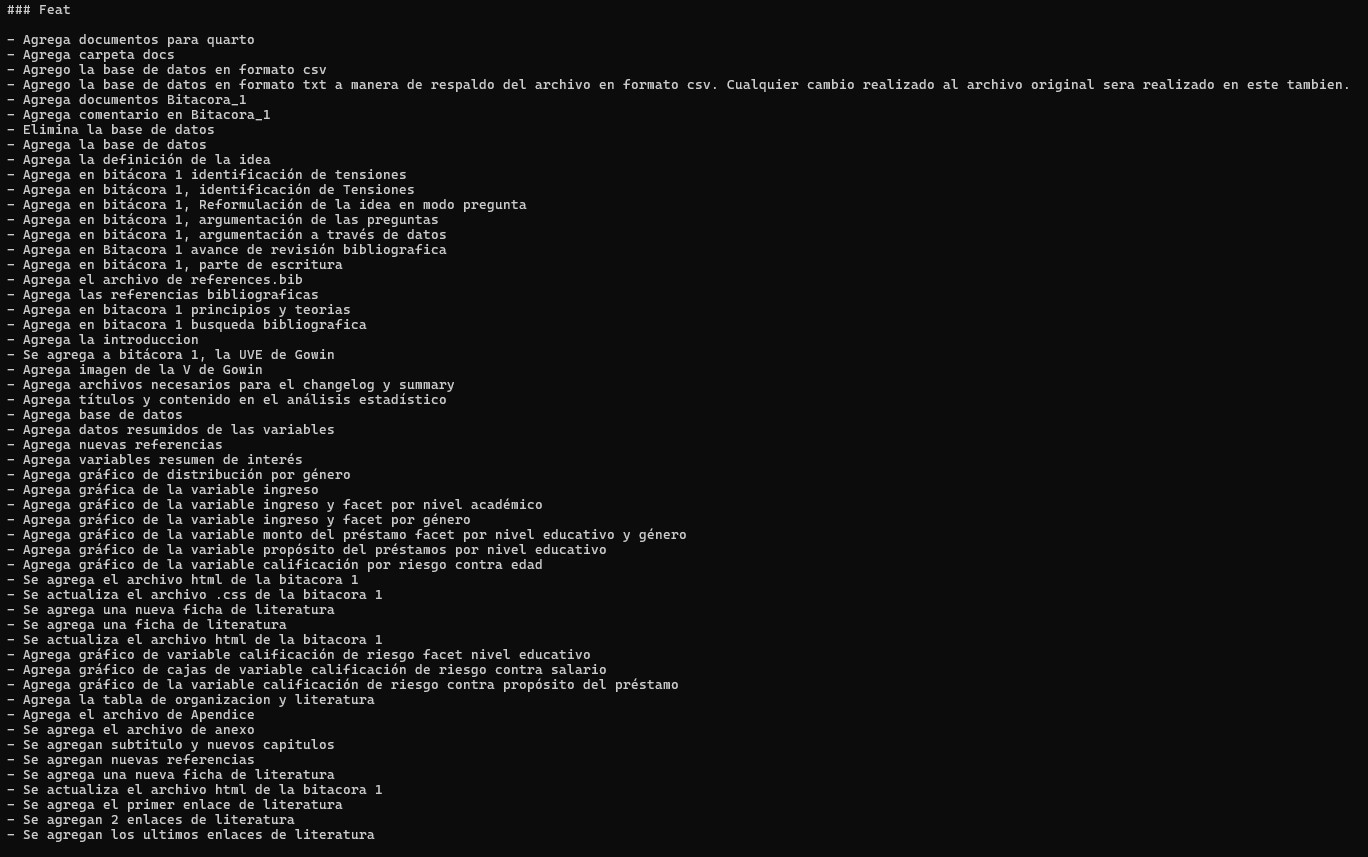 ### Feat
- Agrega documentos para quarto
- Agrega carpeta docs
- Agrego la base de datos en formato csv
- Agrego la base de datos en formato txt a manera de respaldo del archivo en formato csv. Cualquier cambio realizado al archivo original sera realizado en este tambien.
- Agrega documentos Bitacora_1
- Agrega comentario en Bitacora_1
- Elimina la base de datos
- Agrega la base de datos
- Agrega la definición de la idea
- Agrega en bitácora 1 identificación de tensiones
- Agrega en bitácora 1, identificación de Tensiones
- Agrega en bitácora 1, Reformulación de la idea en modo pregunta
- Agrega en bitácora 1, argumentación de las preguntas
- Agrega en bitácora 1, argumentación a través de datos
- Agrega en Bitacora 1 avance de revisión bibliografica
- Agrega en bitácora 1, parte de escritura
- Agrega el archivo de references.bib
- Agrega las referencias bibliograficas
- Agrega en bitacora 1 principios y teorias
- Agrega en bitacora 1 busqueda bibliografica
- Agrega la introduccion
- Se agrega a bitácora 1, la UVE de Gowin
- Agrega imagen de la V de Gowin
- Agrega archivos necesarios para el changelog y summary
- Agrega títulos y contenido en el análisis estadístico
- Agrega base de datos
- Agrega datos resumidos de las variables
- Agrega nuevas referencias
- Agrega variables resumen de interés
- Agrega gráfico de distribución por género
- Agrega gráfica de la variable ingreso
- Agrega gráfico de la variable ingreso y facet por nivel académico
- Agrega gráfico de la variable ingreso y facet por género
- Agrega gráfico de la variable monto del préstamo facet por nivel educativo y género
- Agrega gráfico de la variable propósito del préstamos por nivel educativo
- Agrega gráfico de la variable calificación por riesgo contra edad
- Se agrega el archivo html de la bitacora 1
- Se actualiza el archivo .css de la bitacora 1
- Se agrega una nueva ficha de literatura
- Se agrega una ficha de literatura
- Se actualiza el archivo html de la bitacora 1
- Agrega gráfico de variable calificación de riesgo facet nivel educativo
- Agrega gráfico de cajas de variable calificación de riesgo contra salario
- Agrega gráfico de la variable calificación de riesgo contra propósito del préstamo
- Agrega la tabla de organizacion y literatura
- Agrega el archivo de Apendice
- Se agrega el archivo de anexo
- Se agregan subtitulo y nuevos capitulos
- Se agregan nuevas referencias
- Se agrega una nueva ficha de literatura
- Se actualiza el archivo html de la bitacora 1
- Se agrega el primer enlace de literatura
- Se agregan 2 enlaces de literatura
- Se agregan los ultimos enlaces de literatura